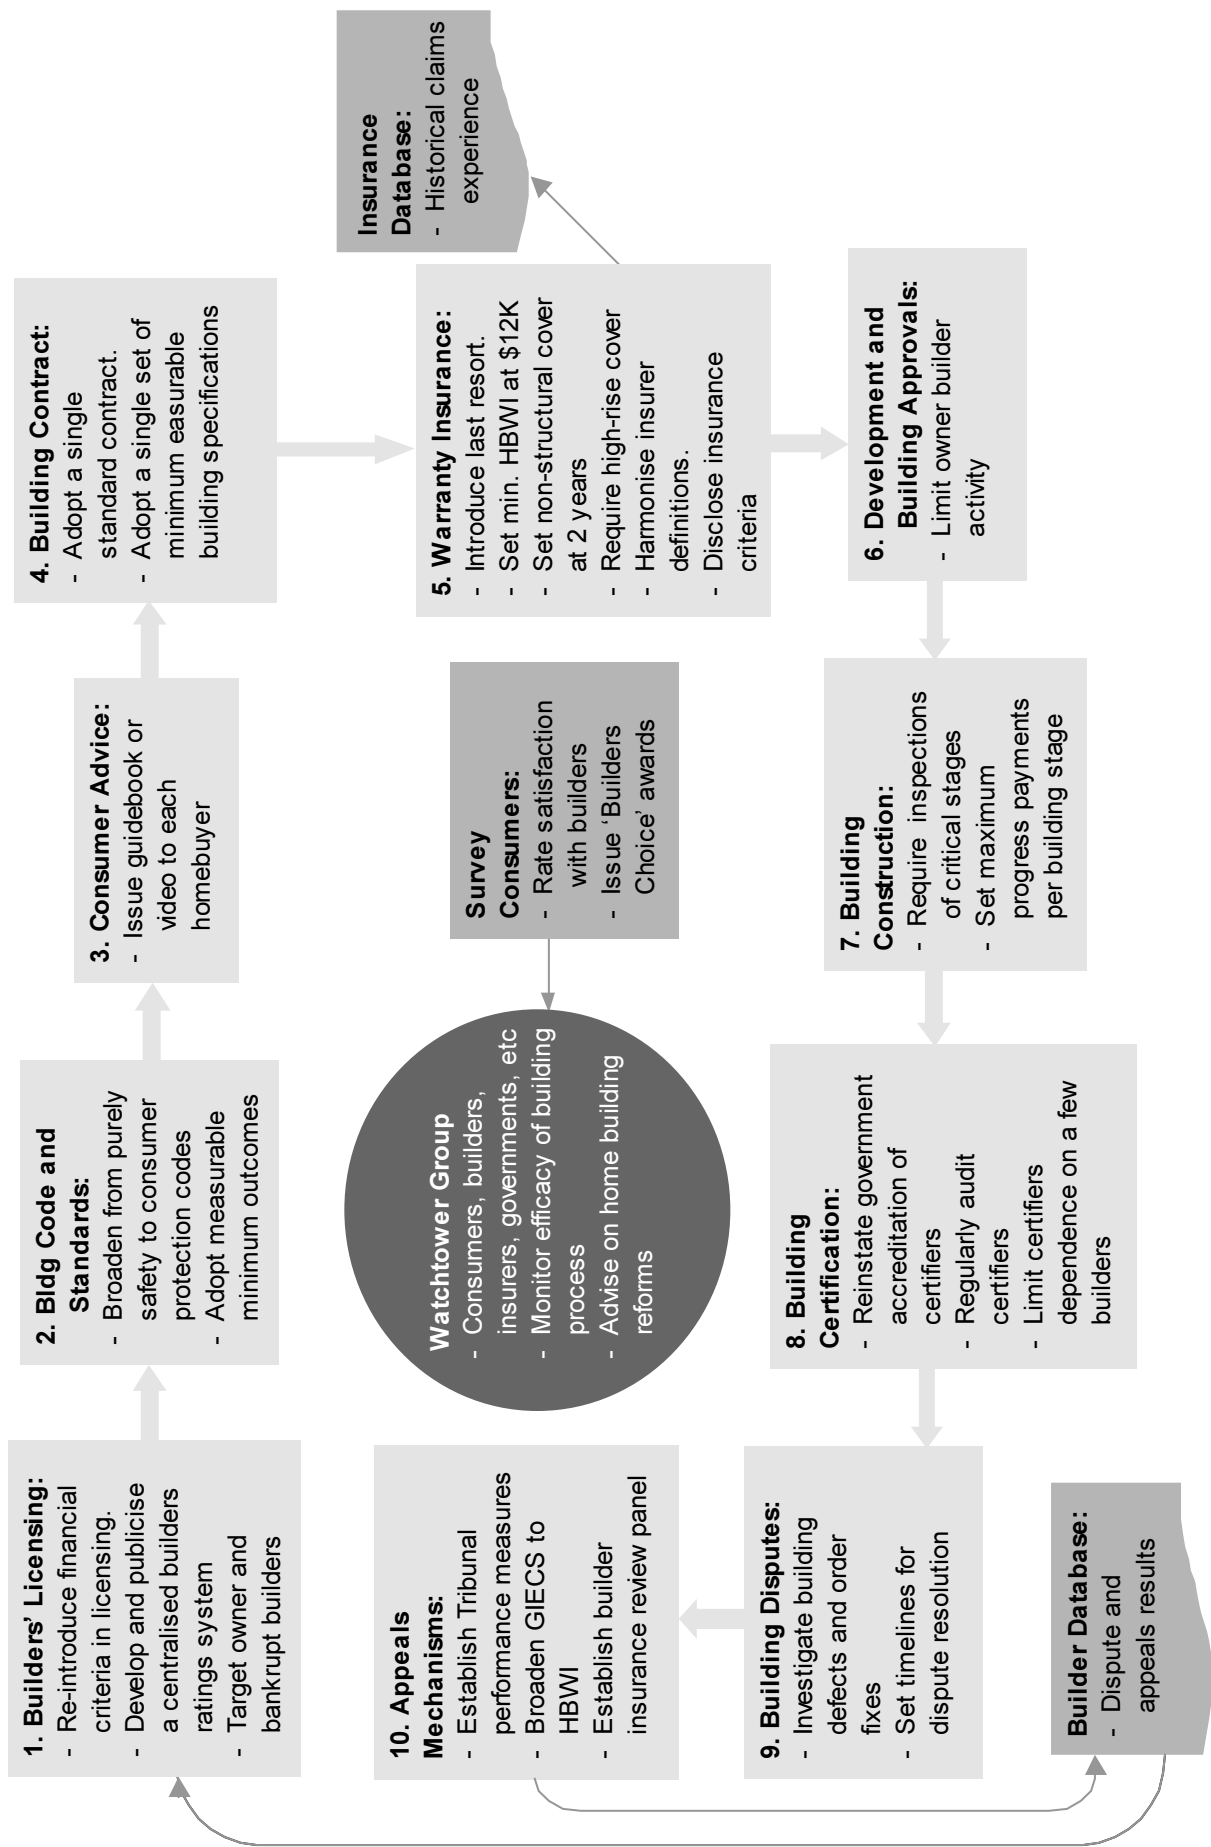 1. Builders' Licensing:
- Re-introduce financial
criteria in licensing.
- Develop and publicise
a centralised builders
ratings system
- Target owner and
bankrupt builders
2. Bldg Code and
Standards:
- Broaden from purely
safety to consumer
protection codes
- Adopt measurable
minimum outcomes
3. Consumer Advice:
- Issue guidebook or
video to each
homebuyer
4. Building Contract:
- Adopt a single
standard contract.
- Adopt a single set of
minimum easurable
building specifications
5. Warranty Insurance:
- Introduce last resort.
- Set min. HBWI at $12K
- Set non-structural cover
at 2 years
- Require high-rise cover
- Harmonise insurer
definitions.
- Disclose insurance
criteria
Insurance
Database:
- Historical claims
experience
6. Development and
Building Approvals:
- Limit owner builder
activity
7. Building
Construction:
- Require inspections
of critical stages
- Set maximum
progress payments
per building stage
8. Building
Certification:
- Reinstate government
accreditation of
certifiers
- Regularly audit
certifiers
- Limit certifiers
dependence on a few
builders
9. Building Disputes:
- Investigate building
defects and order
fixes
- Set timelines for
dispute resolution
10. Appeals
Mechanisms:
- Establish Tribunal
performance measures
- Broaden GIECS to
HBWI
- Establish builder
insurance review panel
Builder Database:
- Dispute and
appeals results
Watchtower Group
- Consumers, builders,
insurers, governments, etc
- Monitor efficacy of building
process
- Advise on home building
reforms
Survey
Consumers:
- Rate satisfaction
with builders
- Issue 'Builders
Choice' awards